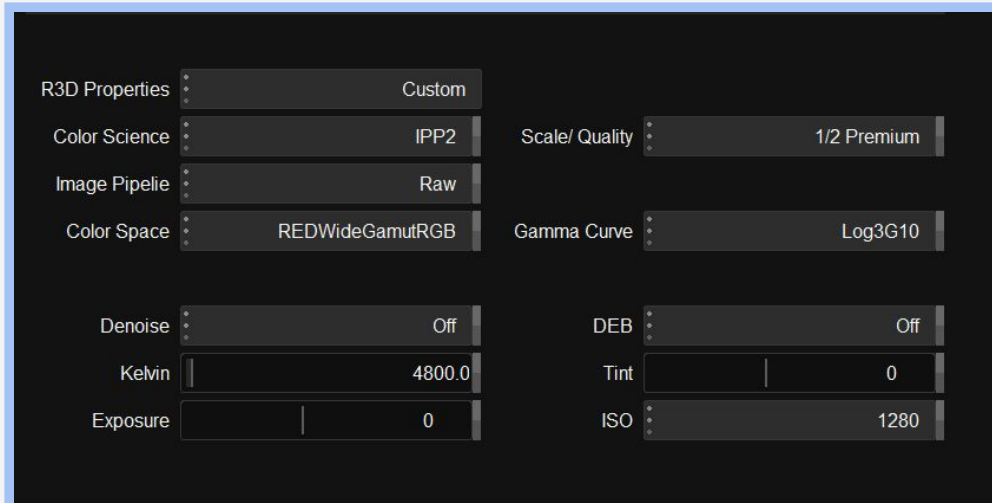 R3D Properties Custom
Color Science IPP2 Scale/ Quality 1/2 Premium
Image Pipelie Raw
Color Space REDWideGamutRGB Gamma Curve Log3G10
Denoise Off DEB Off
Kelvin 4800.0 Tint 0
Exposure 0 ISO 1280